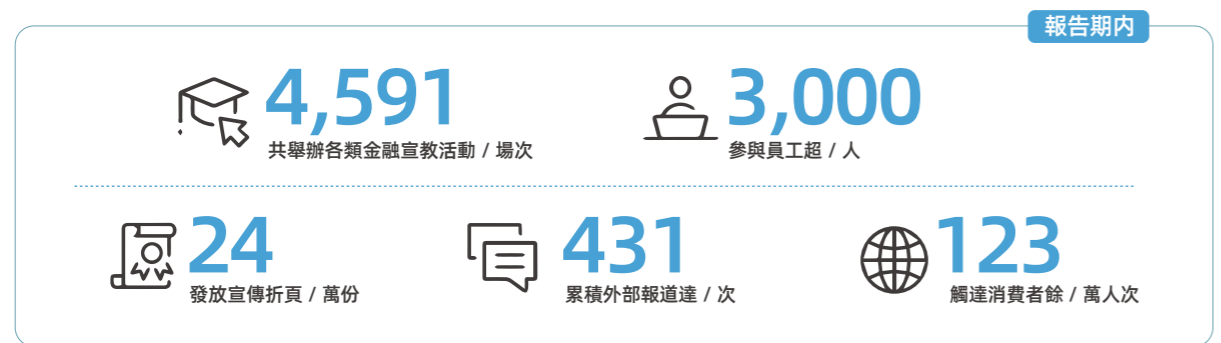 報告期内
4,591
共舉辦各類金融宣教活動 / 場次
3,000
參與員工超 / 人
24
發放宣傳折頁 / 萬份
431
累積外部報道達 / 次
123
觸達消費者餘 / 萬人次